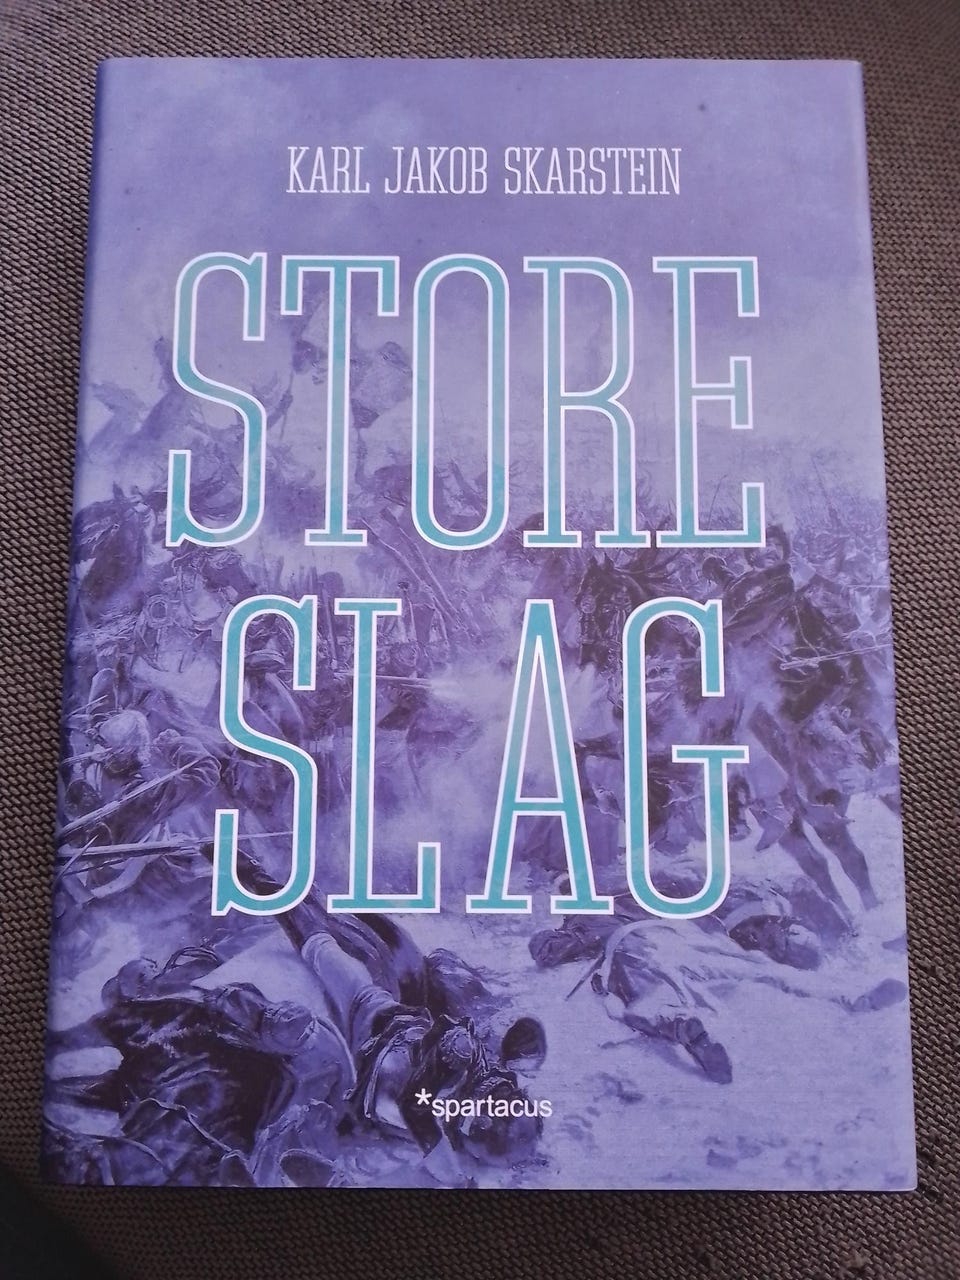 KARL JAKOB SKARSTEIN
STORE
SLAG
*spartacus